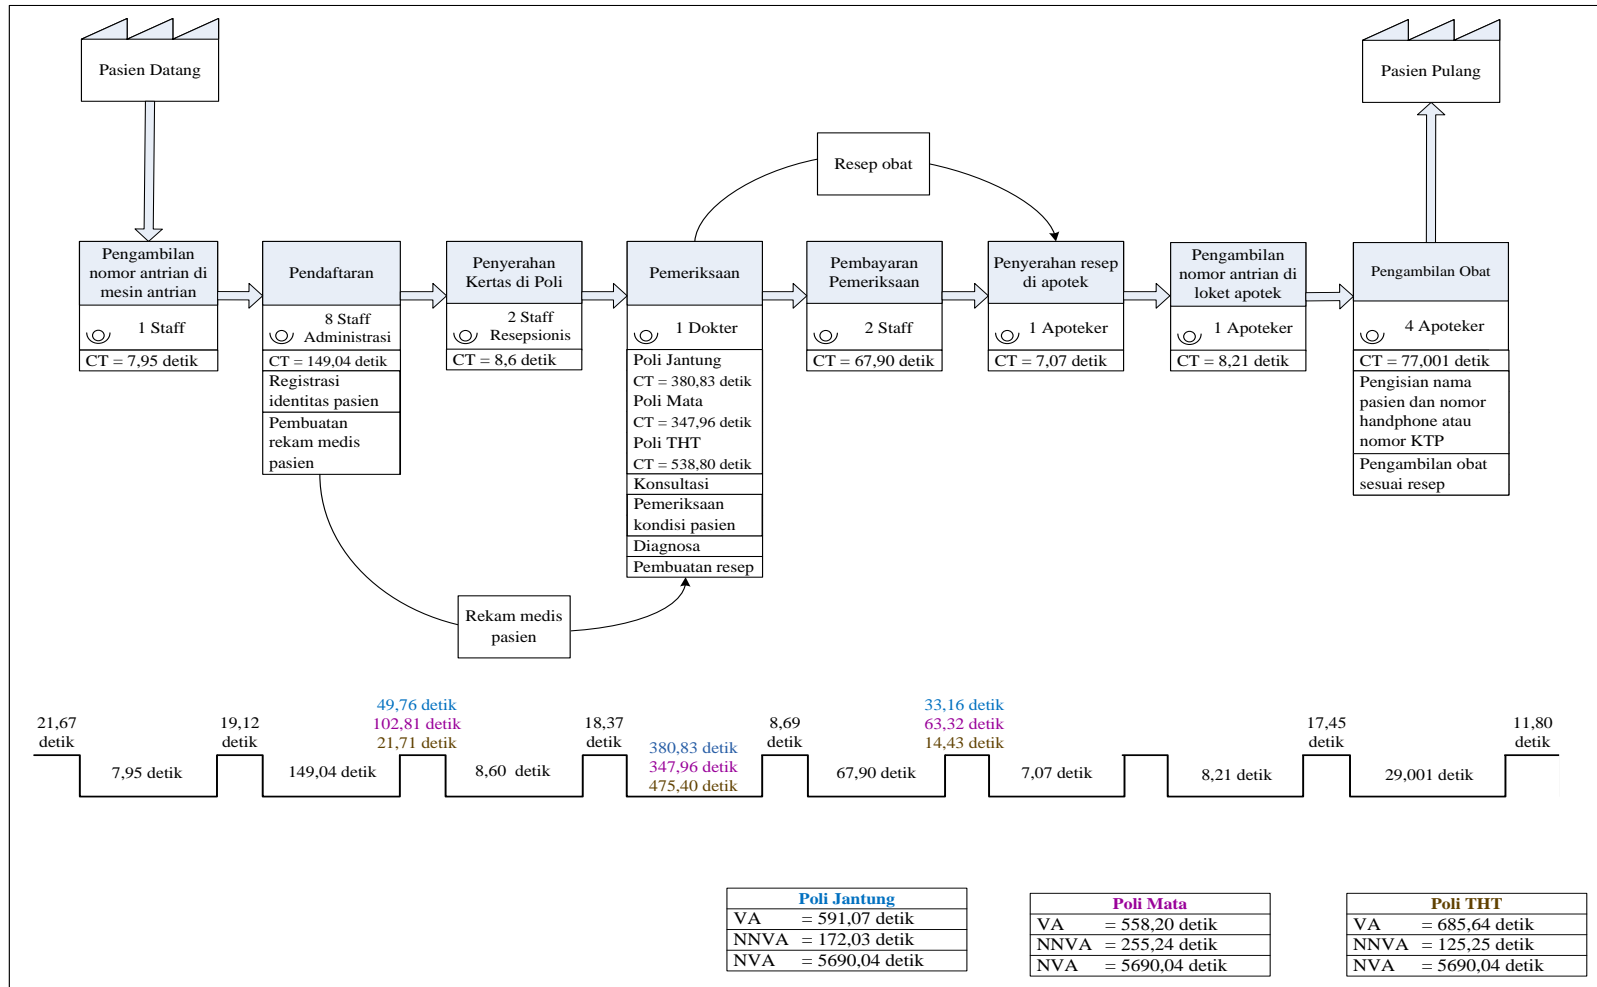 Pasien Datang
Pasien Pulang
Resep obat
Pengambilan
nomor antrian di
mesin antrian
1 Staff
CT = 7,95 detik
Pendaftaran
8 Staff
Administrasi
CT = 149,04 detik
Registrasi
identitas pasien
Pembuatan
rekam medis
pasien
Penyerahan
Kertas di Poli
2 Staff
Resepsionis
CT = 8,6 detik
Pemeriksaan
1 Dokter
Poli Jantung
CT = 380,83 detik
Poli Mata
CT = 347,96 detik
Poli THT
CT = 538,80 detik
Konsultasi
Pemeriksaan
kondisi pasien
Diagnosa
Pembuatan resep
Pembayaran
Pemeriksaan
2 Staff
CT = 67,90 detik
Penyerahan resep
di apotek
1 Apoteker
CT = 7,07 detik
Pengambilan
nomor antrian di
loket apotek
1 Apoteker
CT = 8,21 detik
Pengambilan Obat
4 Apoteker
CT = 77,001 detik
Pengisian nama
pasien dan nomor
handphone atau
nomor KTP
Pengambilan obat
sesuai resep
Rekam medis
pasien
21,67
detik
7,95 detik
19,12
detik
149,04 detik
49,76 detik
102,81 detik
21,71 detik
8,60 detik
18,37
detik
380,83 detik
347,96 detik
475,40 detik
8,69
detik
67,90 detik
33,16 detik
63,32 detik
14,43 detik
7,07 detik
8,21 detik
17,45
detik
29,001 detik
11,80
detik
Poli Jantung
VA = 591,07 detik
NNVA = 172,03 detik
NVA = 5690,04 detik
Poli Mata
VA = 558,20 detik
NNVA = 255,24 detik
NVA = 5690,04 detik
Poli THT
VA = 685,64 detik
NNVA = 125,25 detik
NVA = 5690,04 detik